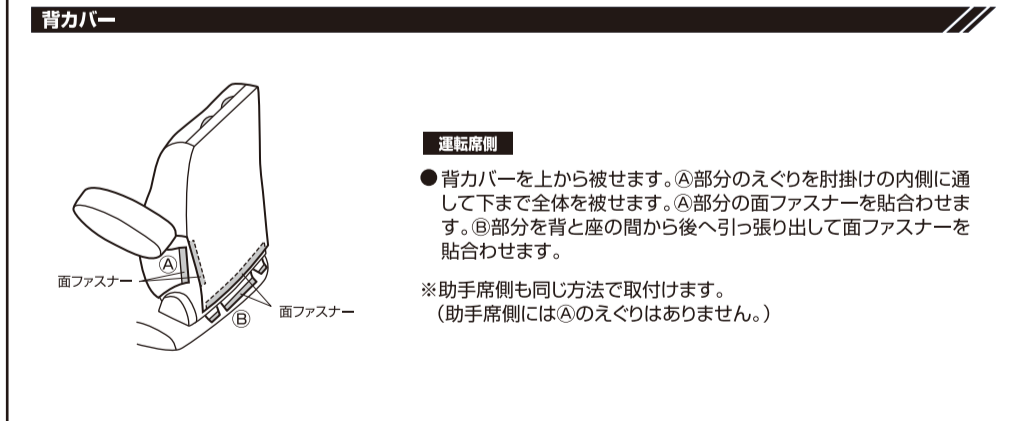 背カバー
運転席側
●背カバーを上から被せます。Ⓐ部分のえぐりを肘掛けの内側に通
して下まで全体を被せます。Ⓐ部分の面ファスナーを貼合わせま
す。Ⓑ部分を背と座の間から後へ引っ張り出して面ファスナーを
貼合わせます。
※助手席側も同じ方法で取付けます。
（助手席側にはⒶのえぐりはありません。）
Ⓐ
面ファスナー
Ⓑ
面ファスナー